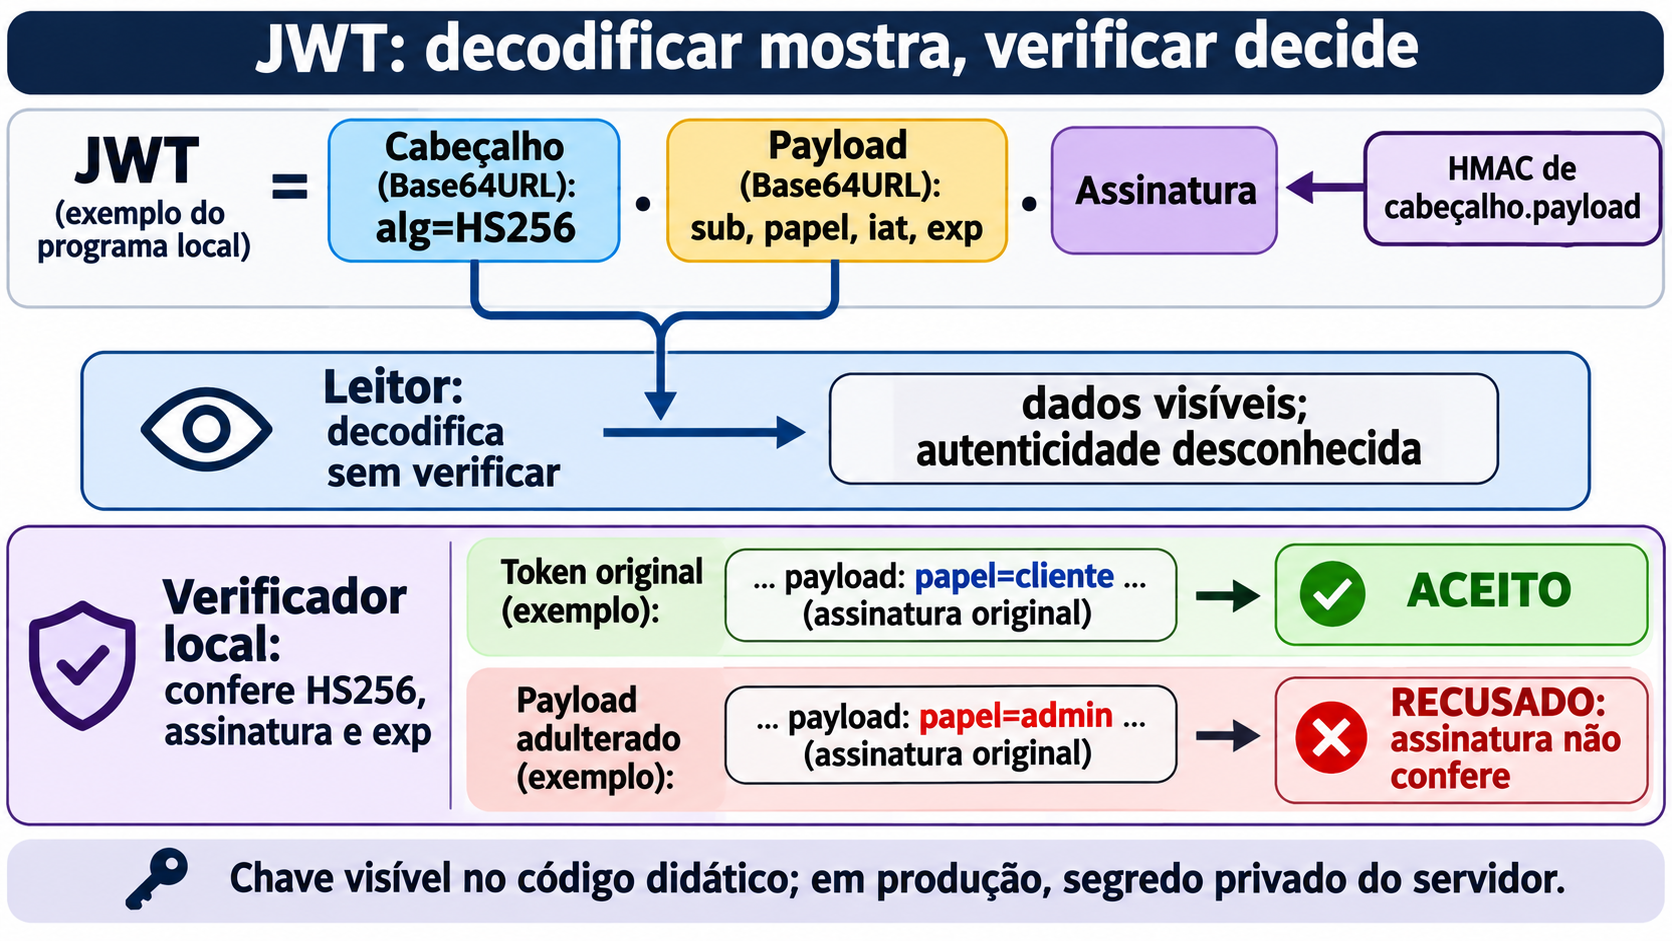 JWT: decodificar mostra, verificar decide
JWT
(exemplo do
programa local)
=
Cabeçalho
(Base64URL):
alg=HS256
.
Payload
(Base64URL):
sub, papel, iat, exp
.
Assinatura
HMAC de
cabeçalho.payload
Leitor:
decodifica
sem verificar
dados visíveis;
autenticidade desconhecida
Verificador
local:
confere HS256,
assinatura e exp
Token original
(exemplo):
... payload: papel=cliente ...
(assinatura original)
ACEITO
Payload
adulterado
(exemplo):
... payload: papel=admin ...
(assinatura original)
RECUSADO:
assinatura não
confere
Chave visível no código didático; em produção, segredo privado do servidor.